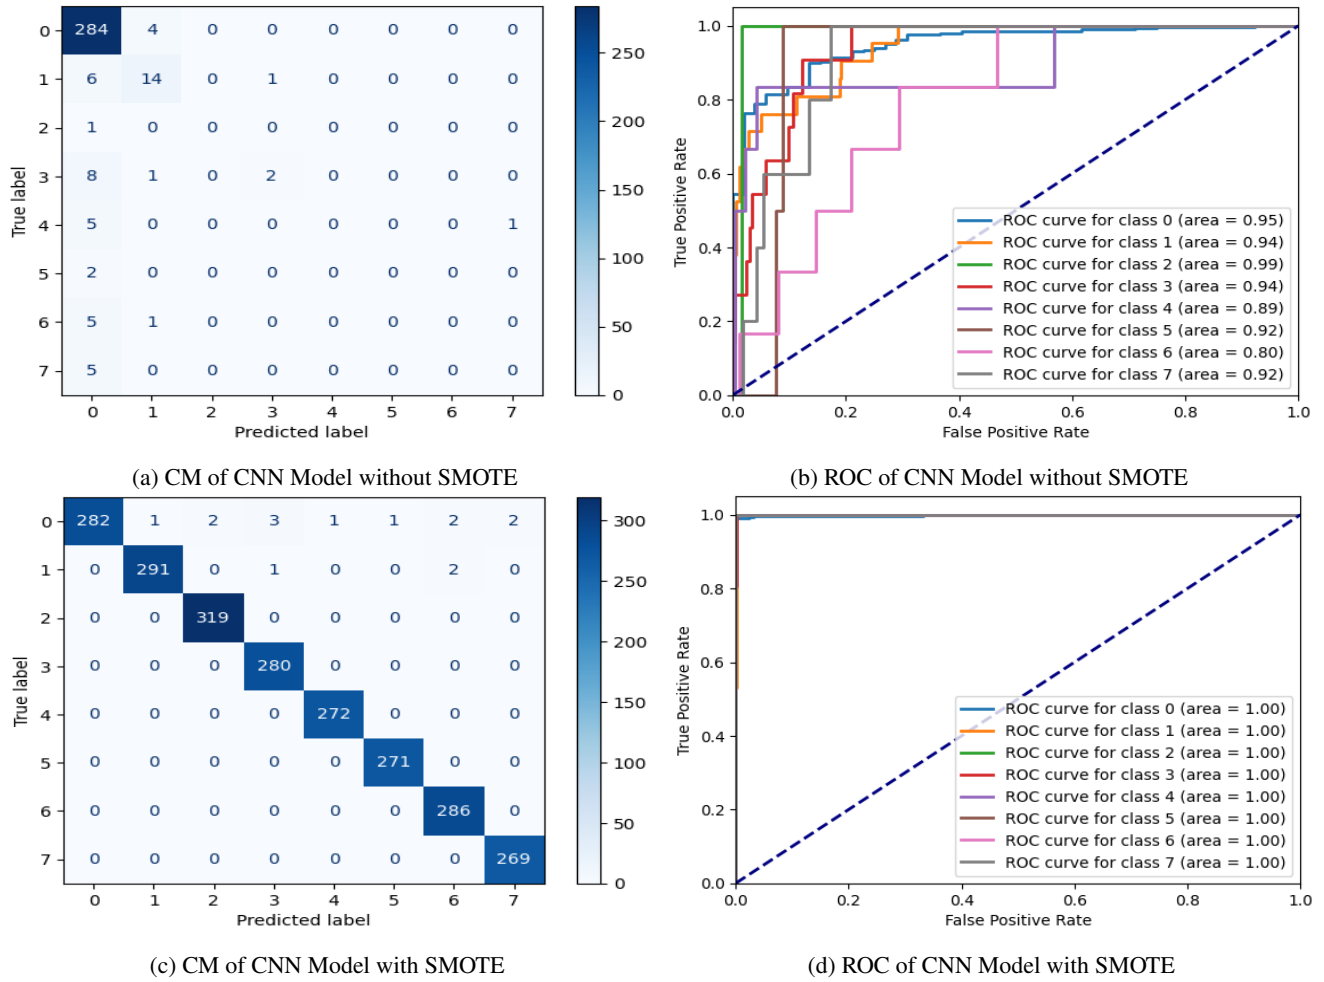 0 284 4 0 0 0 0 0 0
1 6 14 0 1 0 0 0 0
2 1 0 0 0 0 0 0 0
3 8 1 0 2 0 0 0 0
4 5 0 0 0 0 0 0 1
5 2 0 0 0 0 0 0 0
6 5 1 0 0 0 0 0 0
7 5 0 0 0 0 0 0 0
0 1 2 3 4 5 6 7
True label
Predicted label
250
200
150
100
50
0
(a) CM of CNN Model without SMOTE
1.0
0.8
0.6
0.4
0.2
0.0
True Positive Rate
ROC curve for class 0 (area = 0.95)
ROC curve for class 1 (area = 0.94)
ROC curve for class 2 (area = 0.99)
ROC curve for class 3 (area = 0.94)
ROC curve for class 4 (area = 0.89)
ROC curve for class 5 (area = 0.92)
ROC curve for class 6 (area = 0.80)
ROC curve for class 7 (area = 0.92)
0.0 0.2 0.4 0.6 0.8 1.0
False Positive Rate
(b) ROC of CNN Model without SMOTE
0 282 1 2 3 1 1 2 2
1 0 291 0 1 0 0 2 0
2 0 0 319 0 0 0 0 0
3 0 0 0 280 0 0 0 0
4 0 0 0 0 272 0 0 0
5 0 0 0 0 0 271 0 0
6 0 0 0 0 0 0 286 0
7 0 0 0 0 0 0 0 269
0 1 2 3 4 5 6 7
True label
Predicted label
300
250
200
150
100
50
0
(c) CM of CNN Model with SMOTE
1.0
0.8
0.6
0.4
0.2
0.0
True Positive Rate
ROC curve for class 0 (area = 1.00)
ROC curve for class 1 (area = 1.00)
ROC curve for class 2 (area = 1.00)
ROC curve for class 3 (area = 1.00)
ROC curve for class 4 (area = 1.00)
ROC curve for class 5 (area = 1.00)
ROC curve for class 6 (area = 1.00)
ROC curve for class 7 (area = 1.00)
0.0 0.2 0.4 0.6 0.8 1.0
False Positive Rate
(d) ROC of CNN Model with SMOTE